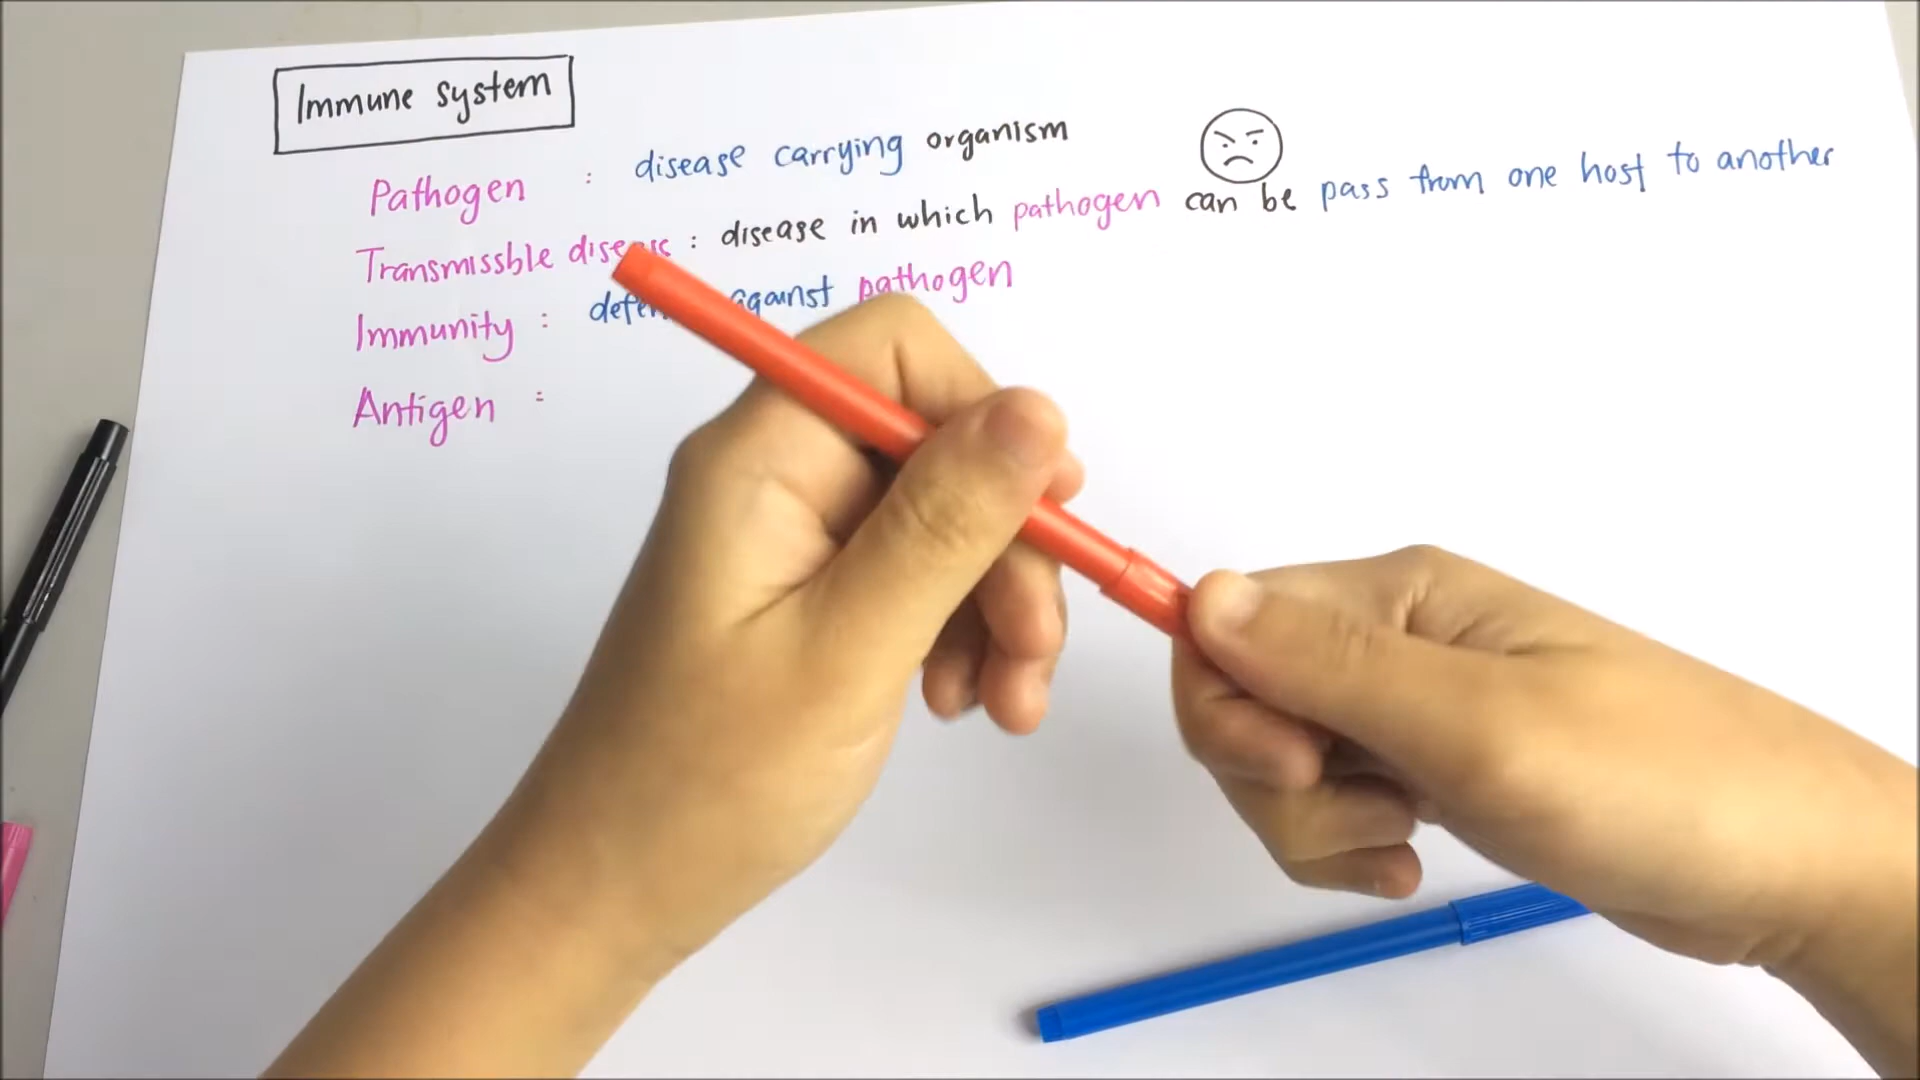 Immune system
Pathogen : disease carrying organism
Transmissble disease : disease in which pathogen can be pass from one host to another
Immunity : against pathogen
Antigen :